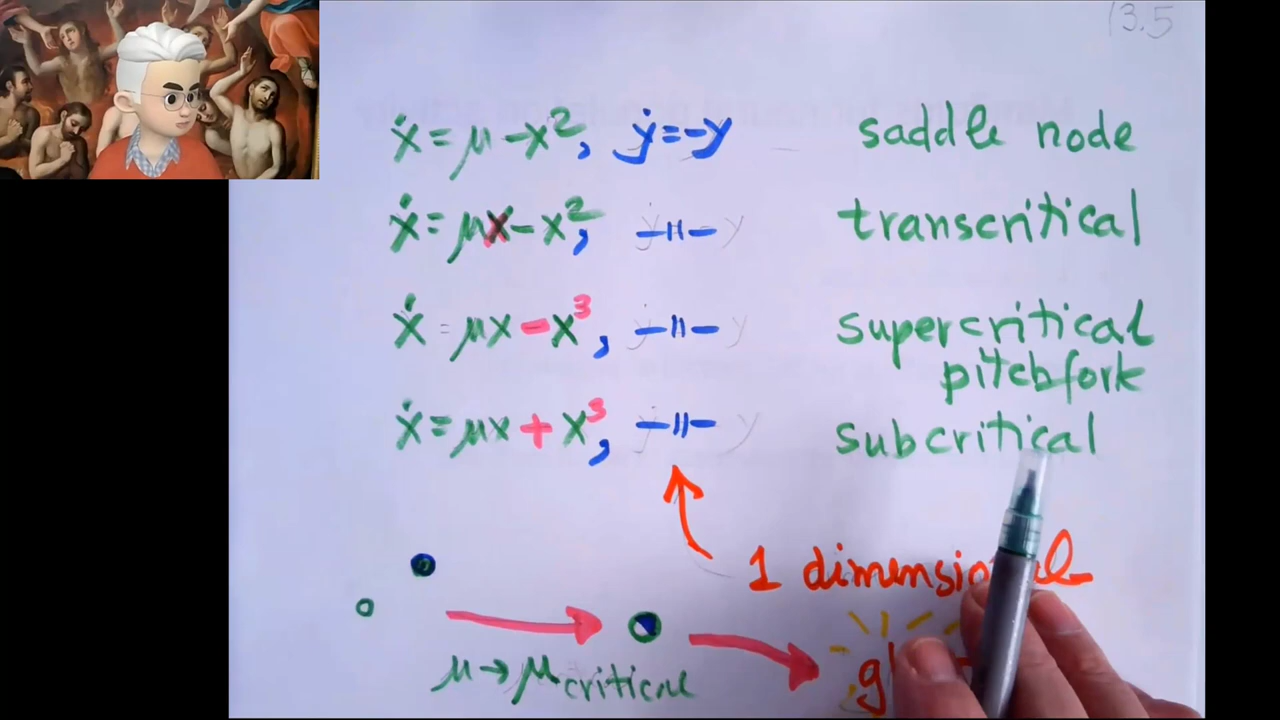 13.5
ẋ = μ - x², ẏ = -y saddle node
ẋ = μx - x², -〃- transcritical
ẋ = μx - x³, -〃- supercritical
pitchfork
ẋ = μx + x³, -〃- subcritical
1 dimensional
μ → μcritical